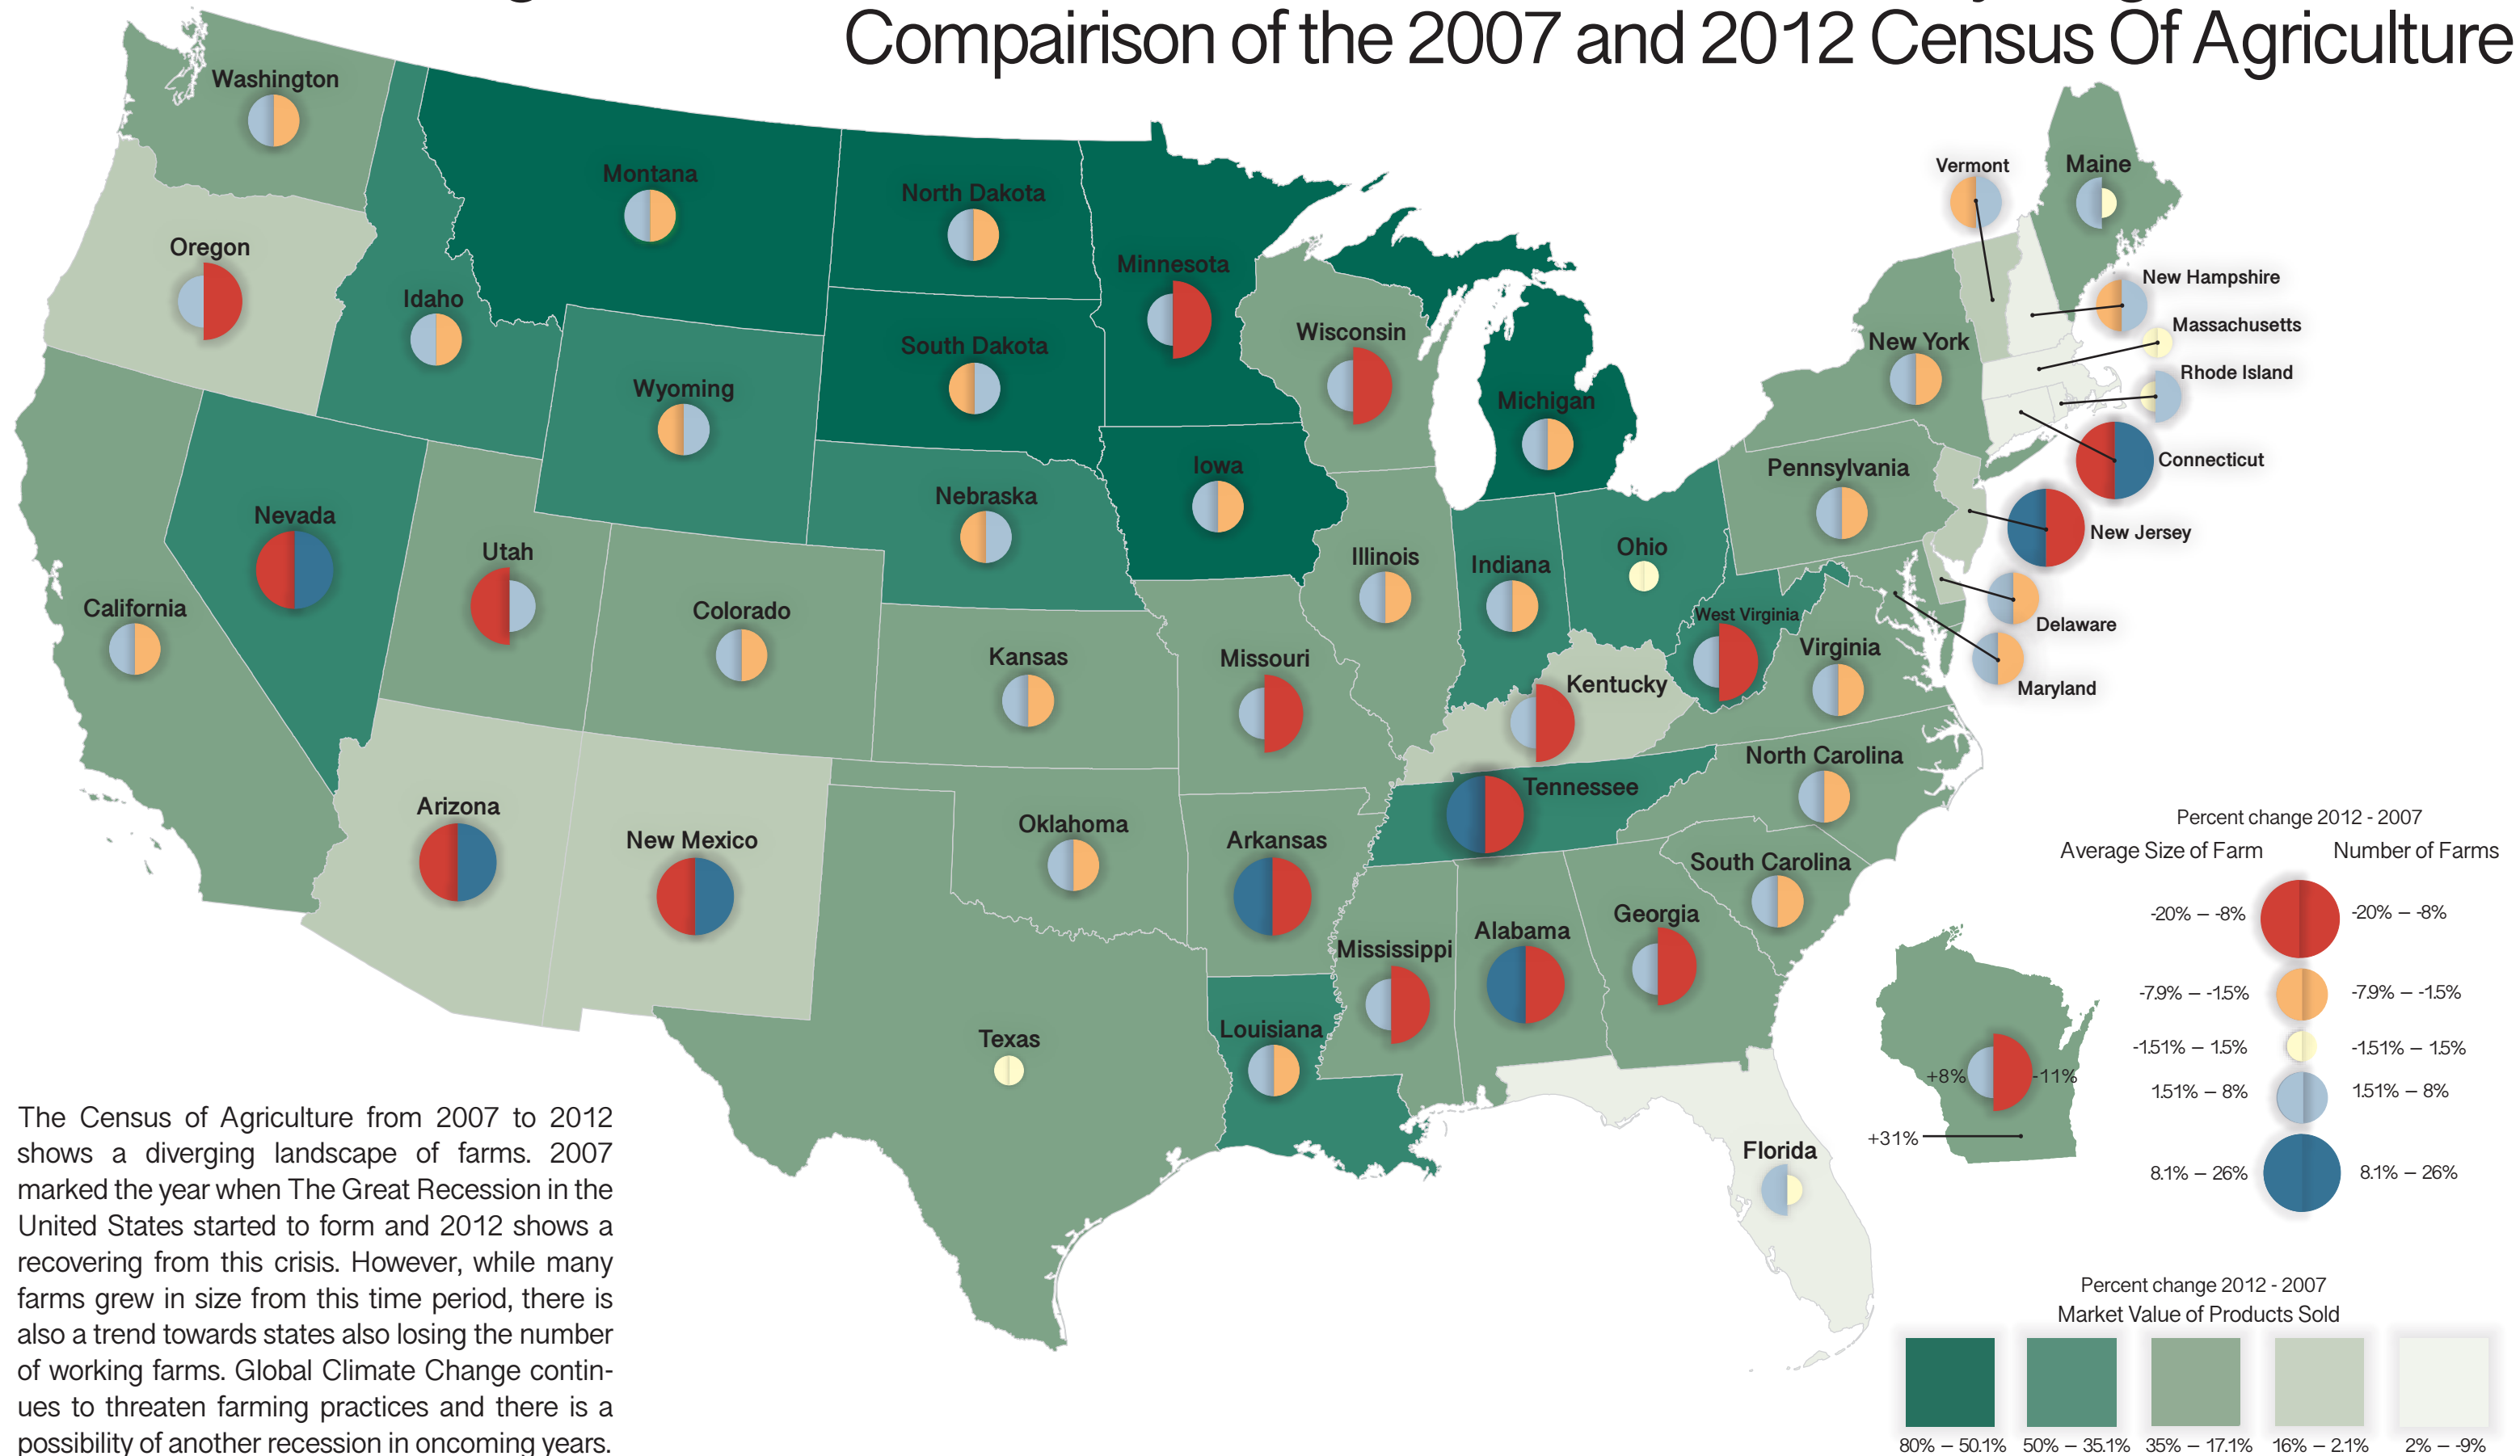 Compairison of the 2007 and 2012 Census Of Agriculture
Washington
Montana
North Dakota
Minnesota
Vermont
Maine
Oregon
Idaho
New Hampshire
Massachusetts
Rhode Island
Wisconsin
New York
South Dakota
Wyoming
Michigan
Connecticut
Iowa
Pennsylvania
Nebraska
Nevada
New Jersey
Utah
Illinois
Indiana
Ohio
California
Colorado
West Virginia
Delaware
Kansas
Missouri
Virginia
Kentucky
Maryland
North Carolina
Tennessee
Arizona
New Mexico
Oklahoma
Arkansas
South Carolina
Georgia
Alabama
Mississippi
Louisiana
Texas
Florida
Percent change 2012 - 2007
Average Size of Farm Number of Farms
-20% – -8% -20% – -8%
-7.9% – -1.5% -7.9% – -1.5%
-1.51% – 1.5% -1.51% – 1.5%
1.51% – 8% 1.51% – 8%
8.1% – 26% 8.1% – 26%
+8% -11%
+31%
The Census of Agriculture from 2007 to 2012
shows a diverging landscape of farms. 2007
marked the year when The Great Recession in the
United States started to form and 2012 shows a
recovering from this crisis. However, while many
farms grew in size from this time period, there is
also a trend towards states also losing the number
of working farms. Global Climate Change contin-
ues to threaten farming practices and there is a
possibility of another recession in oncoming years.
Percent change 2012 - 2007
Market Value of Products Sold
80% – 50.1% 50% – 35.1% 35% – 17.1% 16% – 2.1% 2% – -9%